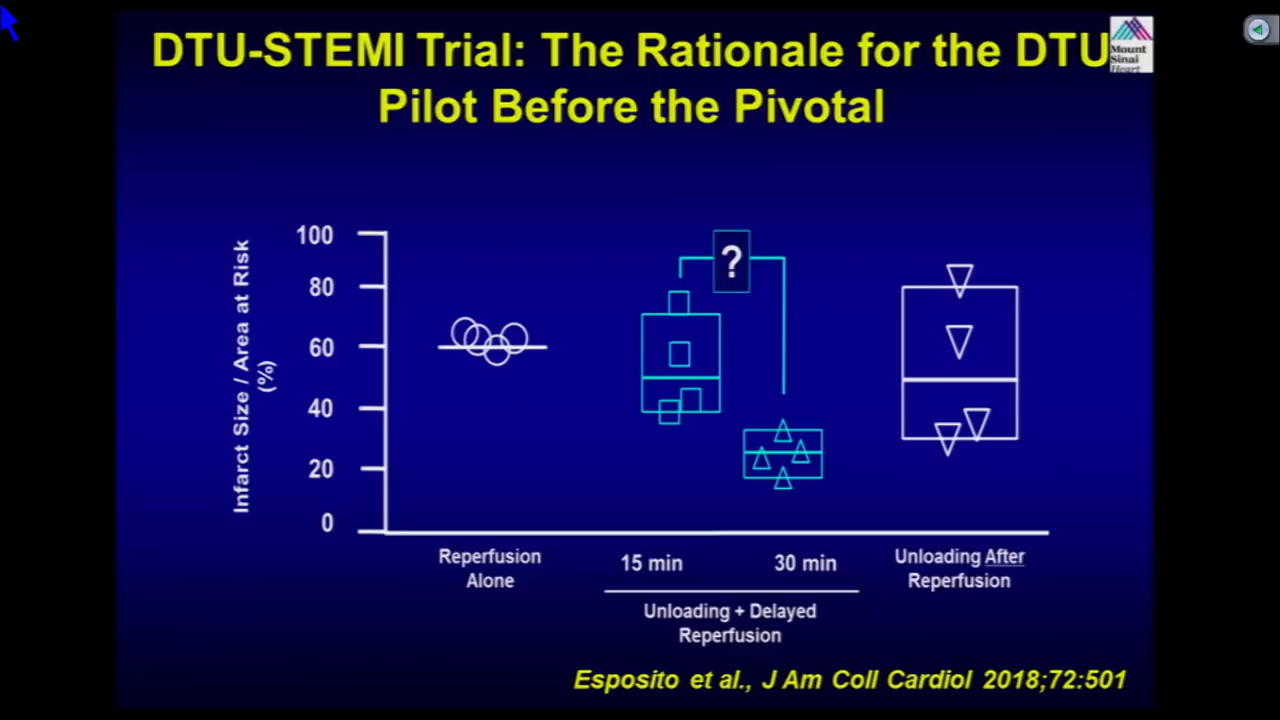 DTU-STEMI Trial: The Rationale for the DTU
Pilot Before the Pivotal
Mount
Sinai
Heart
Infarct Size / Area at Risk
(%)
100
80
60
40
20
0
?
Reperfusion
Alone
15 min
30 min
Unloading + Delayed
Reperfusion
Unloading After
Reperfusion
Esposito et al., J Am Coll Cardiol 2018;72:501